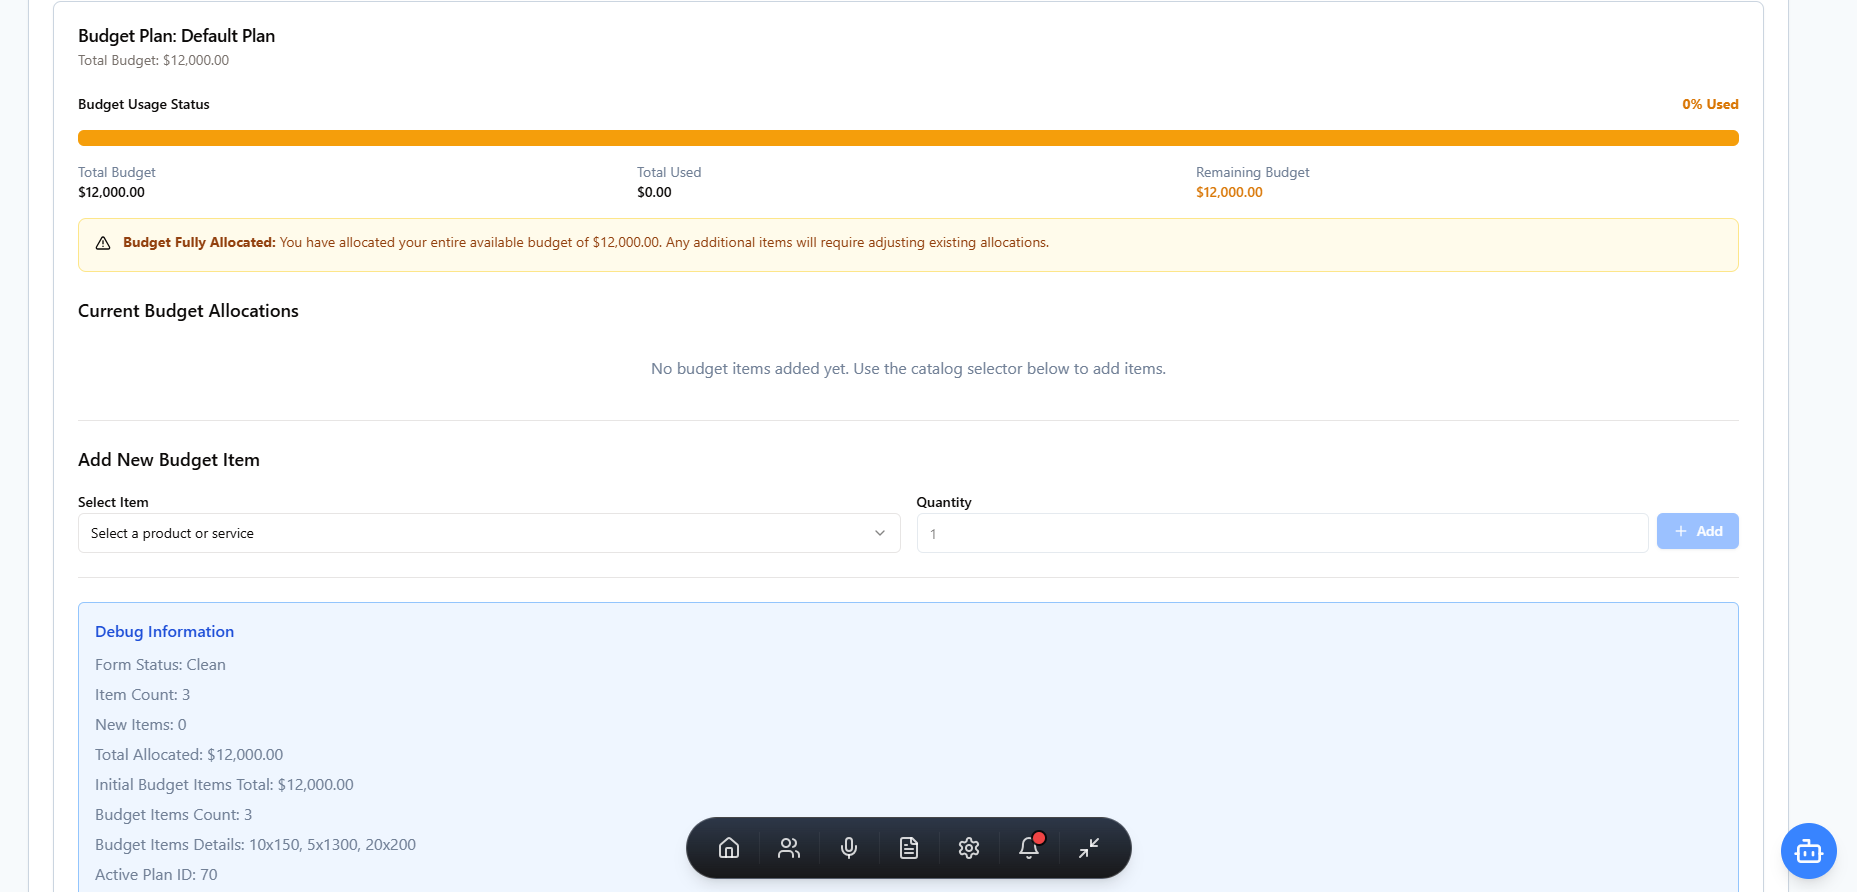 Budget Plan: Default Plan
Total Budget: $12,000.00
Budget Usage Status
0% Used
Total Budget
$12,000.00
Total Used
$0.00
Remaining Budget
$12,000.00
Budget Fully Allocated: You have allocated your entire available budget of $12,000.00. Any additional items will require adjusting existing allocations.
Current Budget Allocations
No budget items added yet. Use the catalog selector below to add items.
Add New Budget Item
Select Item
Select a product or service
Quantity
1
+ Add
Debug Information
Form Status: Clean
Item Count: 3
New Items: 0
Total Allocated: $12,000.00
Initial Budget Items Total: $12,000.00
Budget Items Count: 3
Budget Items Details: 10x150, 5x1300, 20x200
Active Plan ID: 70